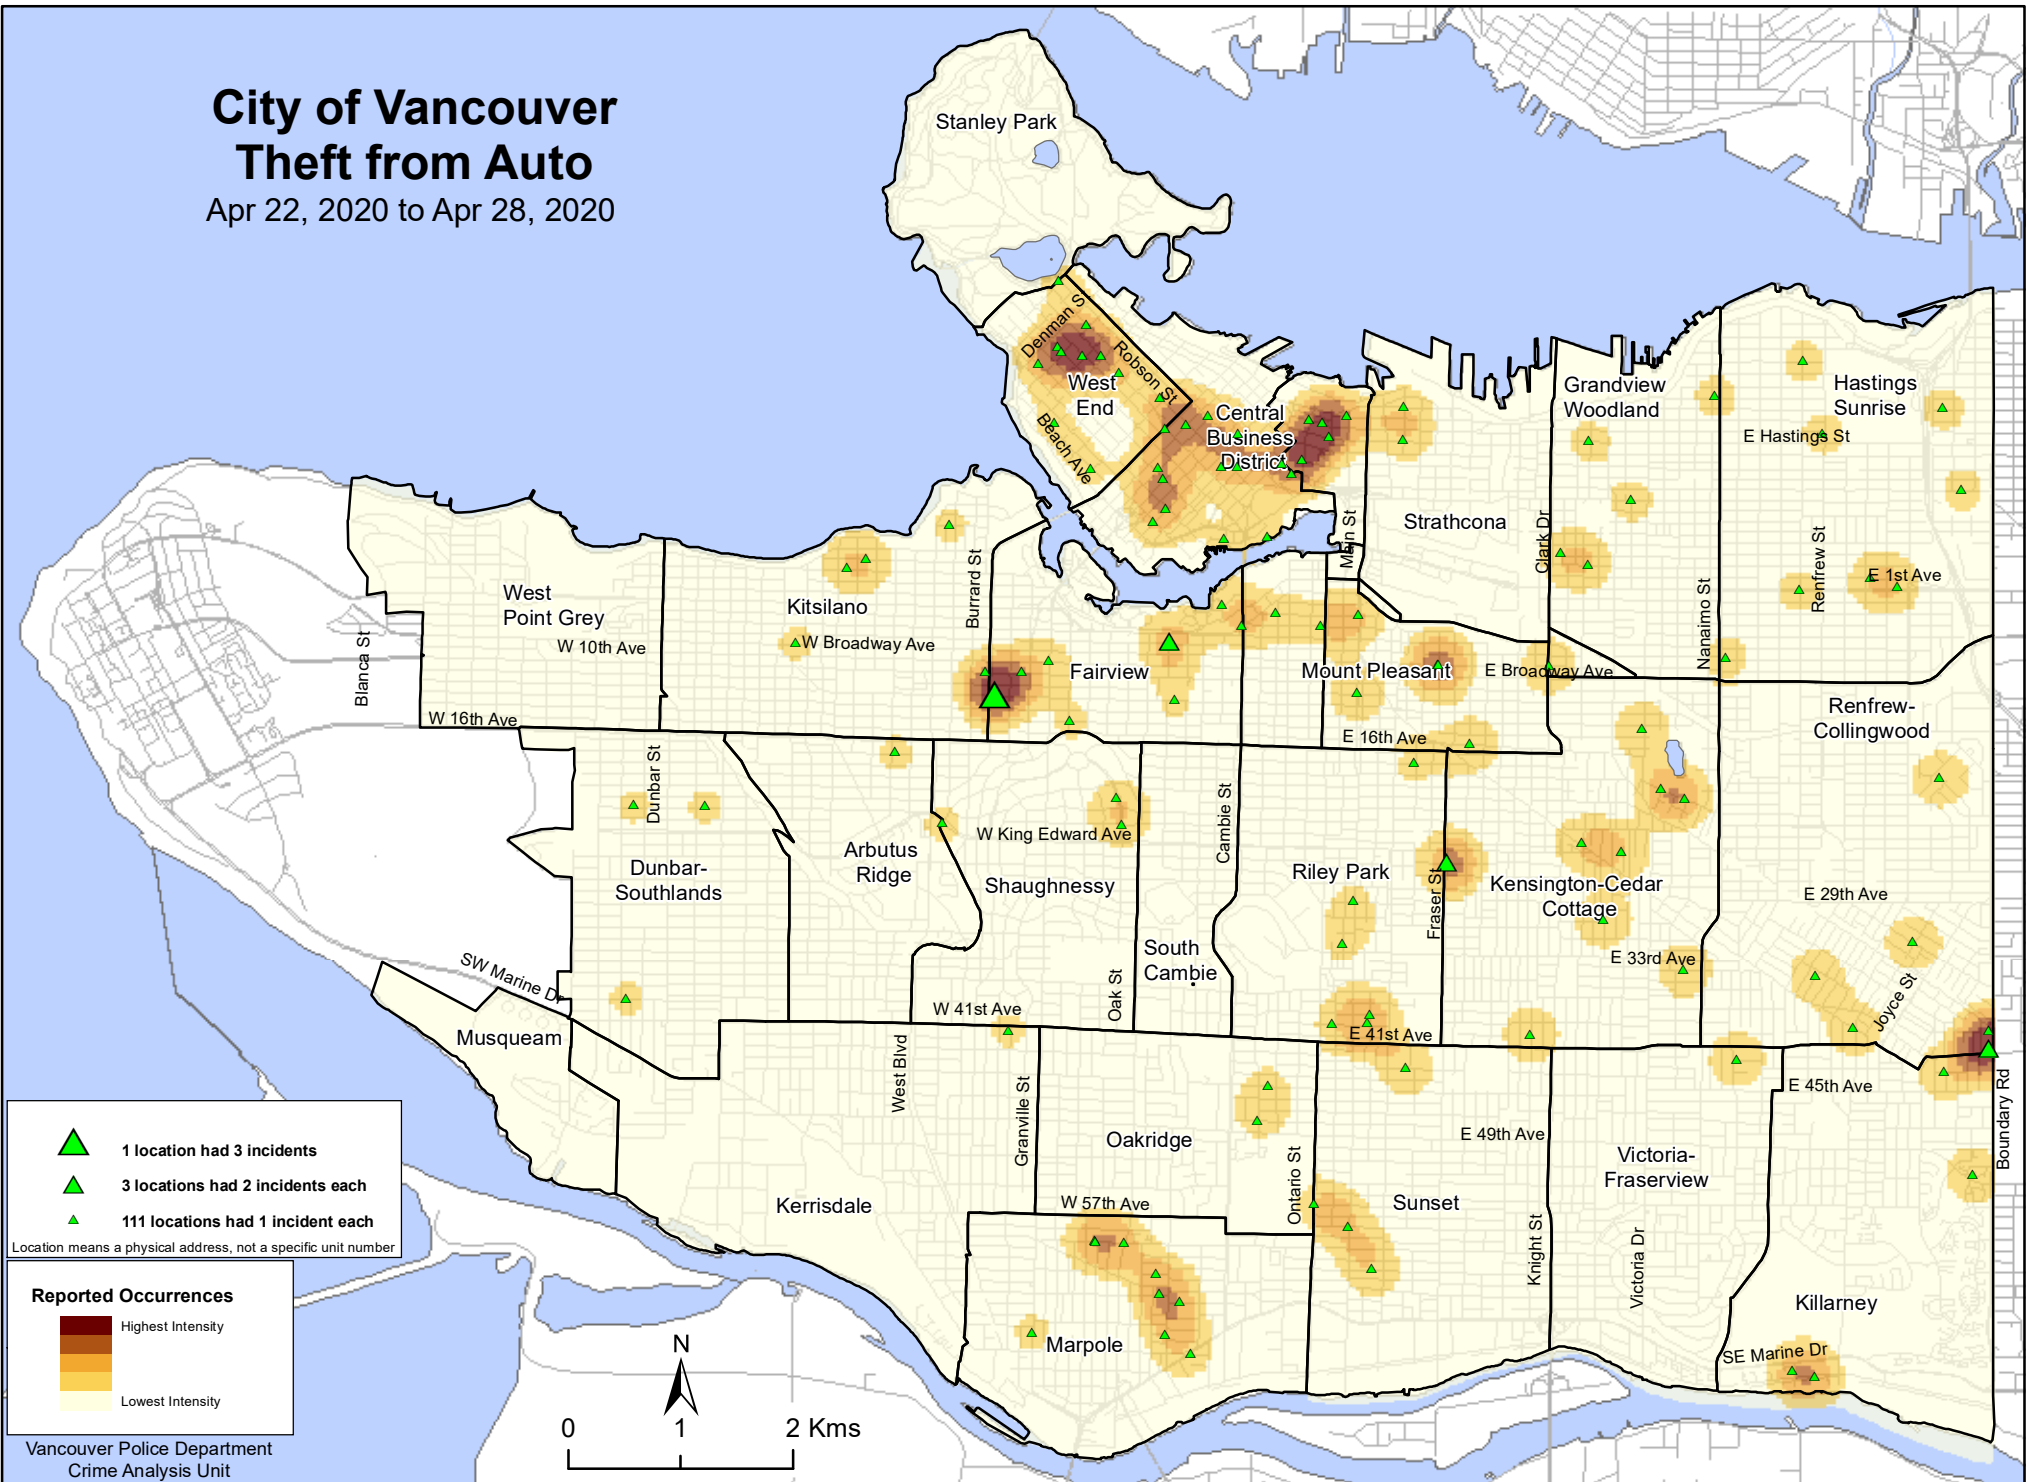 City of Vancouver
Theft from Auto
Apr 22, 2020 to Apr 28, 2020
Stanley Park
Denman S
Robson St
West
End
Beach Ave
Central
Business
District
Main St
Strathcona
Clark Dr
Grandview
Woodland
Hastings
Sunrise
E Hastings St
Renfrew St
E 1st Ave
Nanaimo St
West
Point Grey
Blanca St
W 10th Ave
W 16th Ave
Kitsilano
W Broadway Ave
Burrard St
Fairview
Mount Pleasant
E Broadway Ave
E 16th Ave
Renfrew-
Collingwood
Dunbar St
Dunbar-
Southlands
Arbutus
Ridge
W King Edward Ave
Shaughnessy
Cambie St
South
Cambie
Oak St
Riley Park
Fraser St
Kensington-Cedar
Cottage
E 29th Ave
E 33rd Ave
Joyce St
SW Marine Dr
Musqueam
W 41st Ave
E 41st Ave
West Blvd
Granville St
E 45th Ave
Boundary Rd
Oakridge
E 49th Ave
Victoria-
Fraserview
Kerrisdale
W 57th Ave
Ontario St
Sunset
Knight St
Victoria Dr
Killarney
Marpole
SE Marine Dr
1 location had 3 incidents
3 locations had 2 incidents each
111 locations had 1 incident each
Location means a physical address, not a specific unit number
Reported Occurrences
Highest Intensity
Lowest Intensity
Vancouver Police Department
Crime Analysis Unit
N
0 1 2 Kms